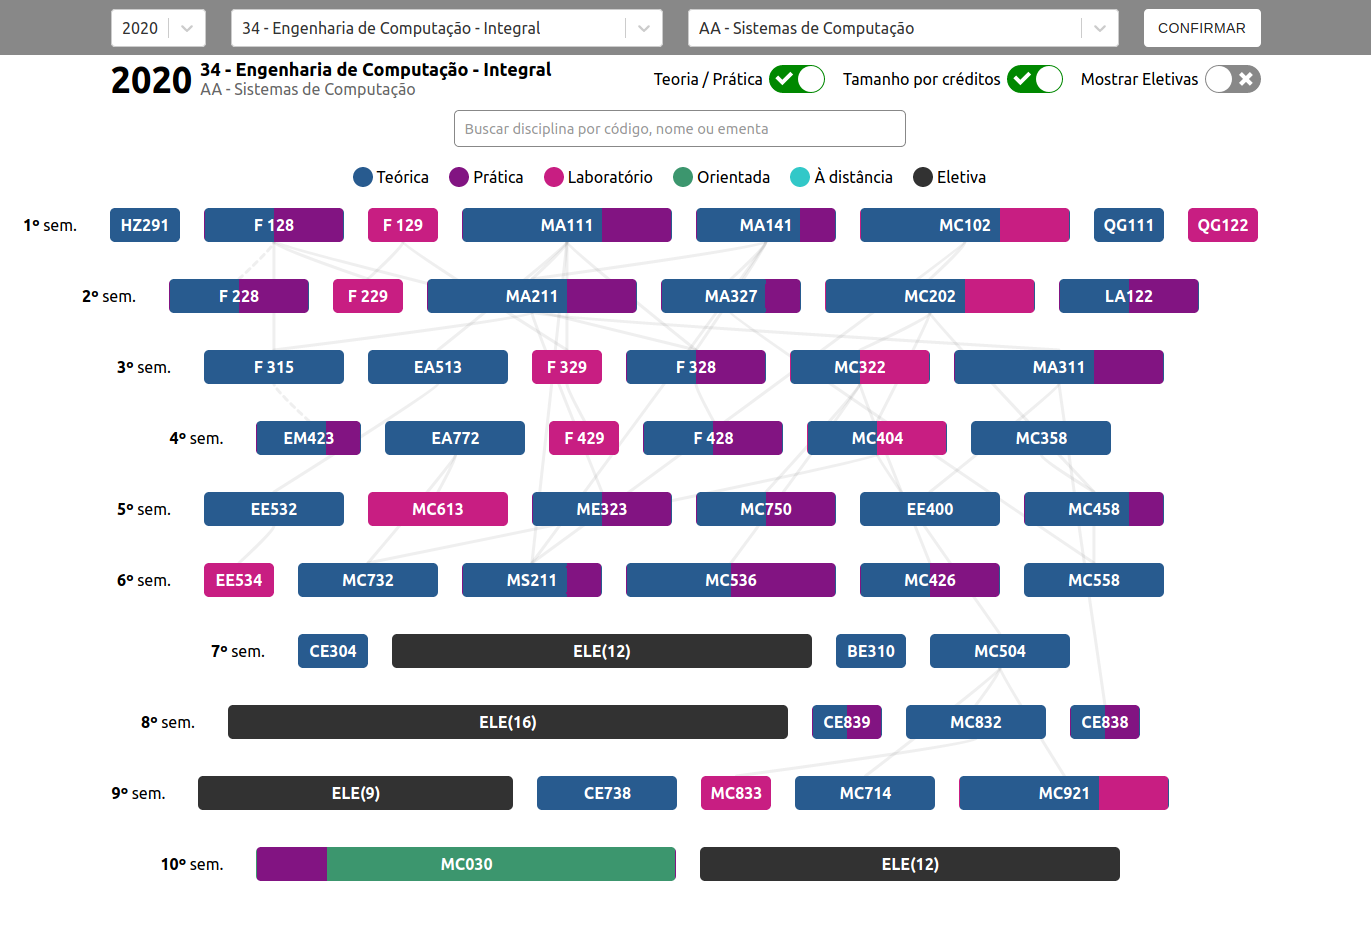 2020 34 - Engenharia de Computação - Integral AA - Sistemas de Computação CONFIRMAR
2020 34 - Engenharia de Computação - Integral
AA - Sistemas de Computação
Teoria / Prática Tamanho por créditos Mostrar Eletivas
Buscar disciplina por código, nome ou ementa
Teórica Prática Laboratório Orientada À distância Eletiva
1º sem. HZ291 F 128 F 129 MA111 MA141 MC102 QG111 QG122
2º sem. F 228 F 229 MA211 MA327 MC202 LA122
3º sem. F 315 EA513 F 329 F 328 MC322 MA311
4º sem. EM423 EA772 F 429 F 428 MC404 MC358
5º sem. EE532 MC613 ME323 MC750 EE400 MC458
6º sem. EE534 MC732 MS211 MC536 MC426 MC558
7º sem. CE304 ELE(12) BE310 MC504
8º sem. ELE(16) CE839 MC832 CE838
9º sem. ELE(9) CE738 MC833 MC714 MC921
10º sem. MC030 ELE(12)